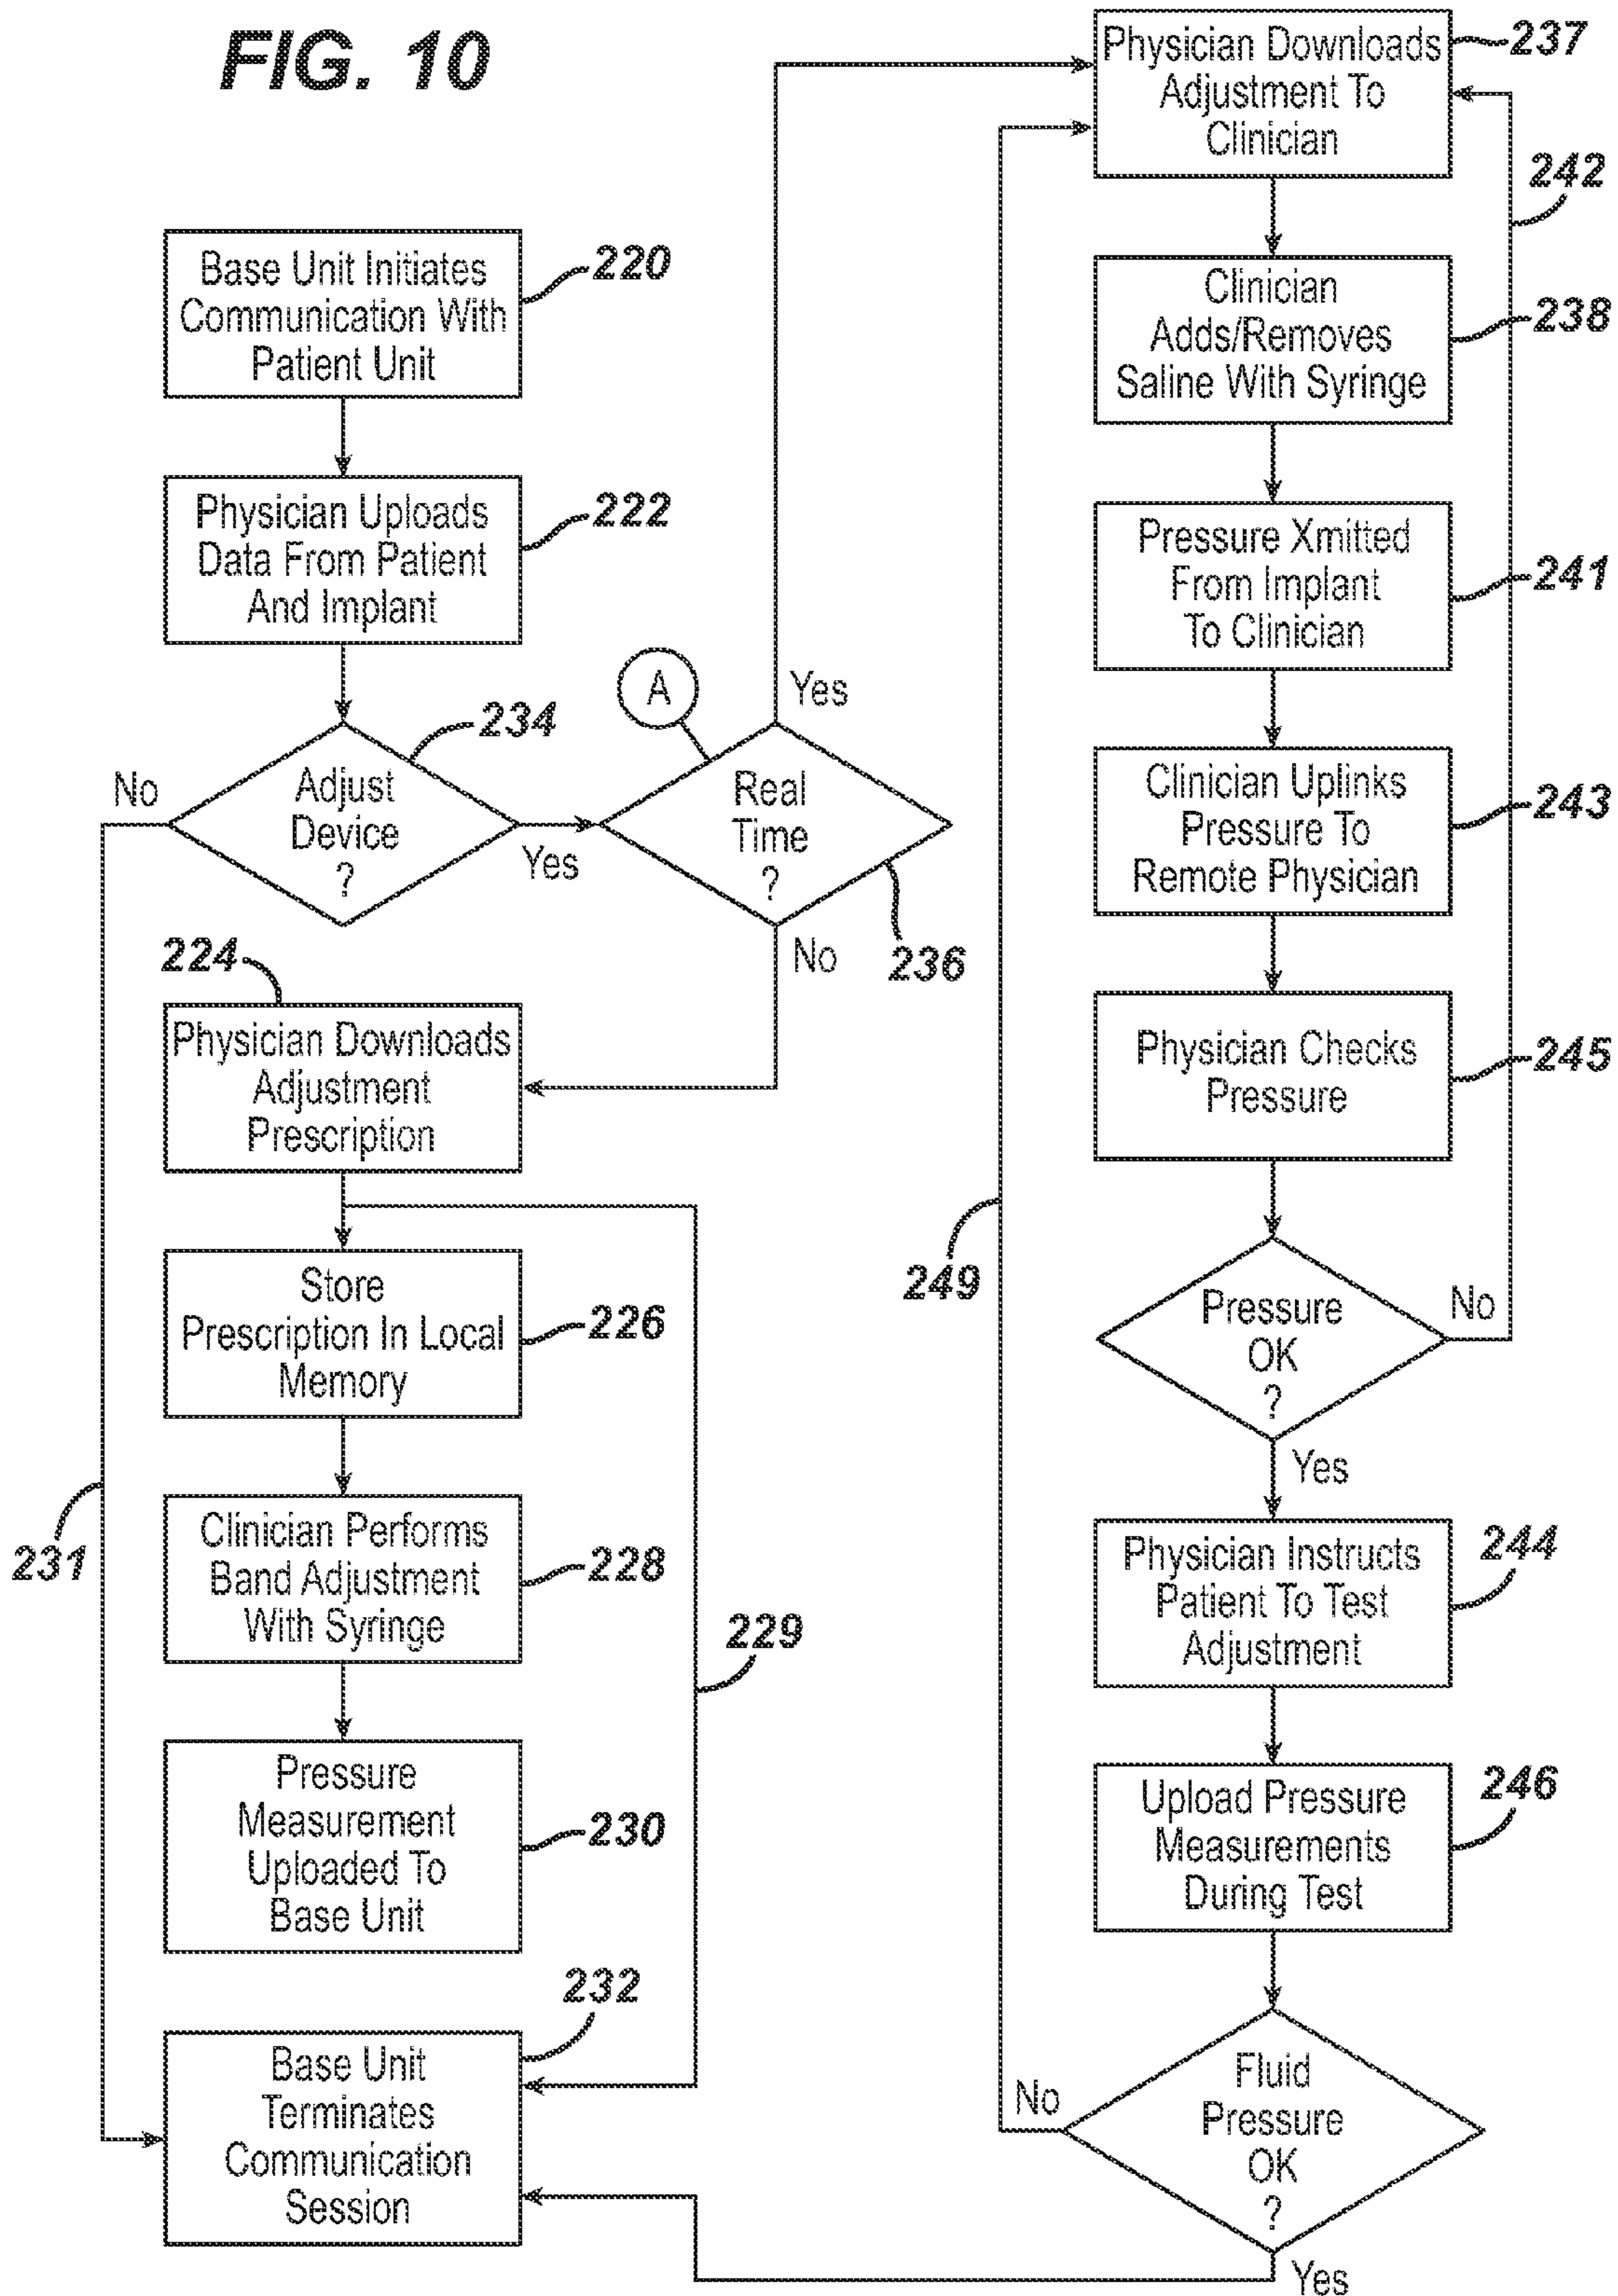 FIG. 10
Base Unit Initiates
Communication With
Patient Unit
220
Physician Uploads
Data From Patient
And Implant
222
Adjust
Device
?
234
No
Yes
A
Real
Time
?
Yes
No
236
224
Physician Downloads
Adjustment
Prescription
Store
Prescription In Local
Memory
226
Clinician Performs
Band Adjustment
With Syringe
228
229
231
Pressure
Measurement
Uploaded To
Base Unit
230
232
Base Unit
Terminates
Communication
Session
Physician Downloads
Adjustment To
Clinician
237
242
Clinician
Adds/Removes
Saline With Syringe
238
Pressure Xmitted
From Implant
To Clinician
241
Clinician Uplinks
Pressure To
Remote Physician
243
Physician Checks
Pressure
245
249
Pressure
OK
?
No
Yes
Physician Instructs
Patient To Test
Adjustment
244
Upload Pressure
Measurements
During Test
246
Fluid
Pressure
OK
?
No
Yes